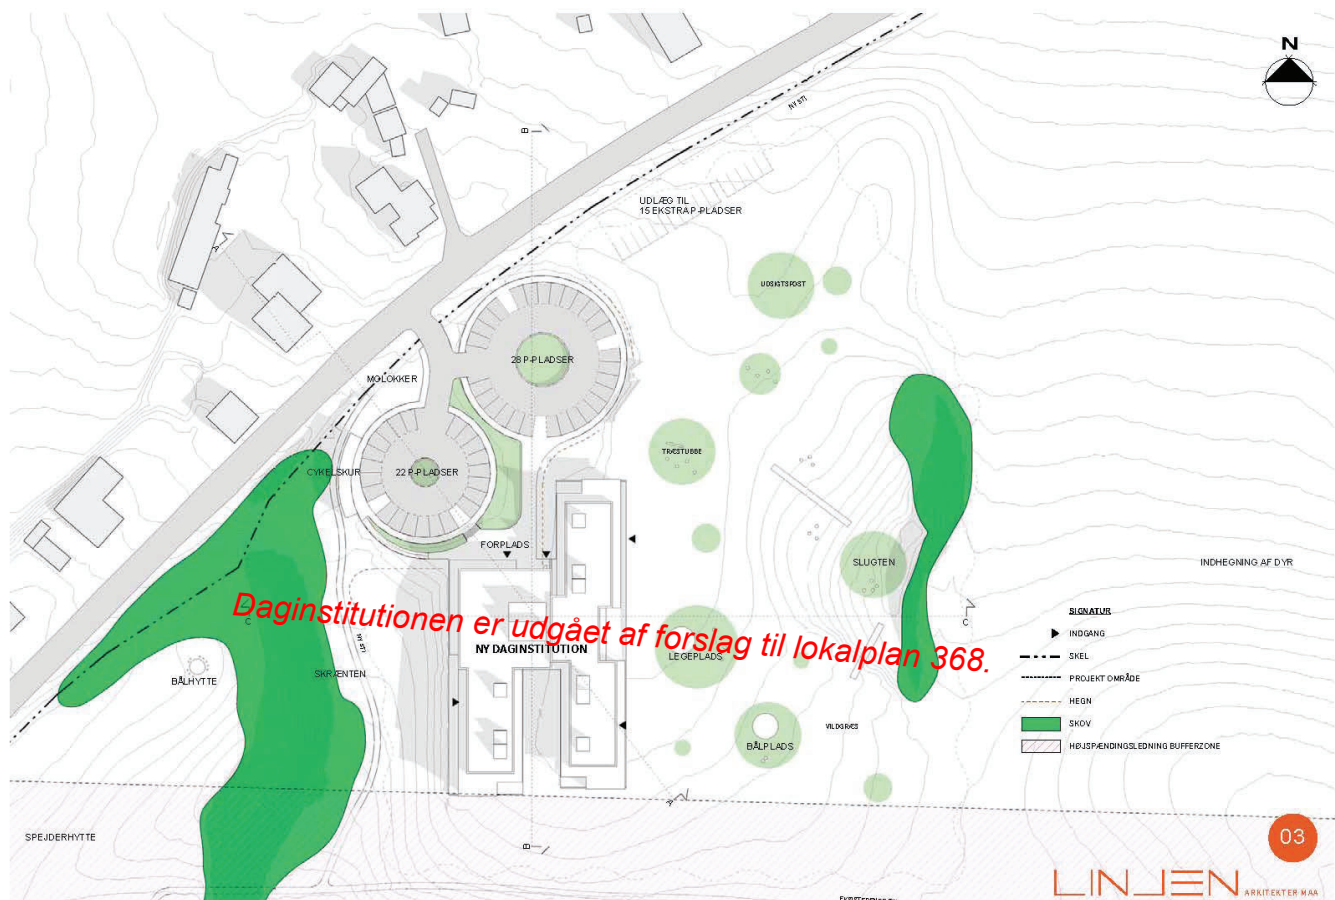 N
NY STI
B
UDLÆG TIL
15 EKSTRA P-PLADSER
A
UDSIGTSPOST
28 P-PLADSER
MOLOKKER
TRÆSTUBBE
CYKELSKUR
22 P-PLADSER
FORPLADS
SLUGTEN
INDHEGNING AF DYR
Daginstitutionen er udgået af forslag til lokalplan 368.
C
C
NY STI
NY DAGINSTITUTION
LEGEPLADS
BÅLHYTTE
SKRÆNTEN
VILDGRÆS
BÅLPLADS
SIGNATUR
INDGANG
SKEL
PROJEKT OMRÅDE
HEGN
SKOV
HØJSPÆNDINGSLEDNING BUFFERZONE
A
SPEJDERHYTTE
B
03
LINJEN
ARKITEKTER MAA